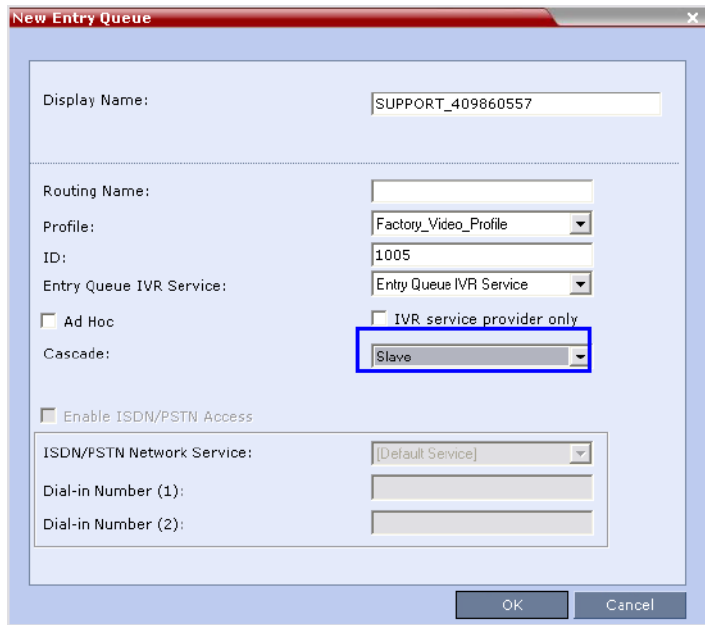 New Entry Queue
Display Name: SUPPORT_409860557
Routing Name:
Profile: Factory_Video_Profile
ID: 1005
Entry Queue IVR Service: Entry Queue IVR Service
Ad Hoc IVR service provider only
Cascade: Slave
Enable ISDN/PSTN Access
ISDN/PSTN Network Service: [Default Service]
Dial-in Number (1):
Dial-in Number (2):
OK Cancel